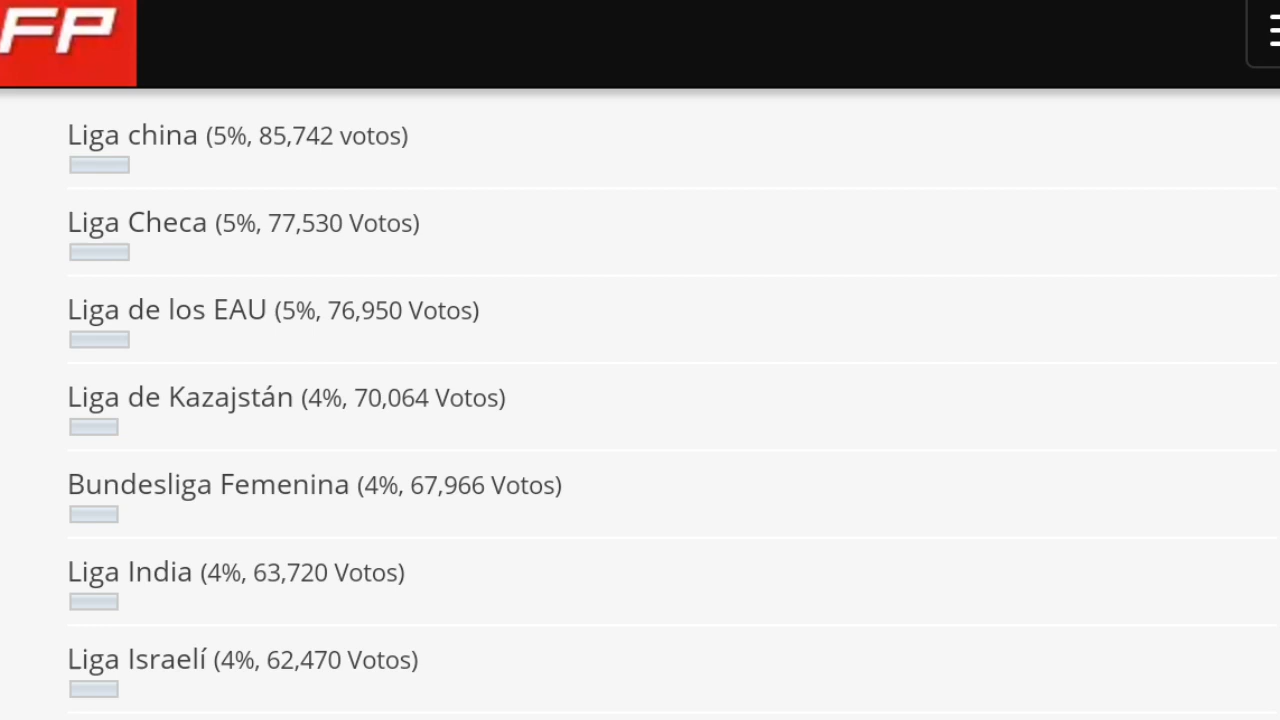 FP
Liga china (5%, 85,742 votos)
Liga Checa (5%, 77,530 Votos)
Liga de los EAU (5%, 76,950 Votos)
Liga de Kazajstán (4%, 70,064 Votos)
Bundesliga Femenina (4%, 67,966 Votos)
Liga India (4%, 63,720 Votos)
Liga Israelí (4%, 62,470 Votos)